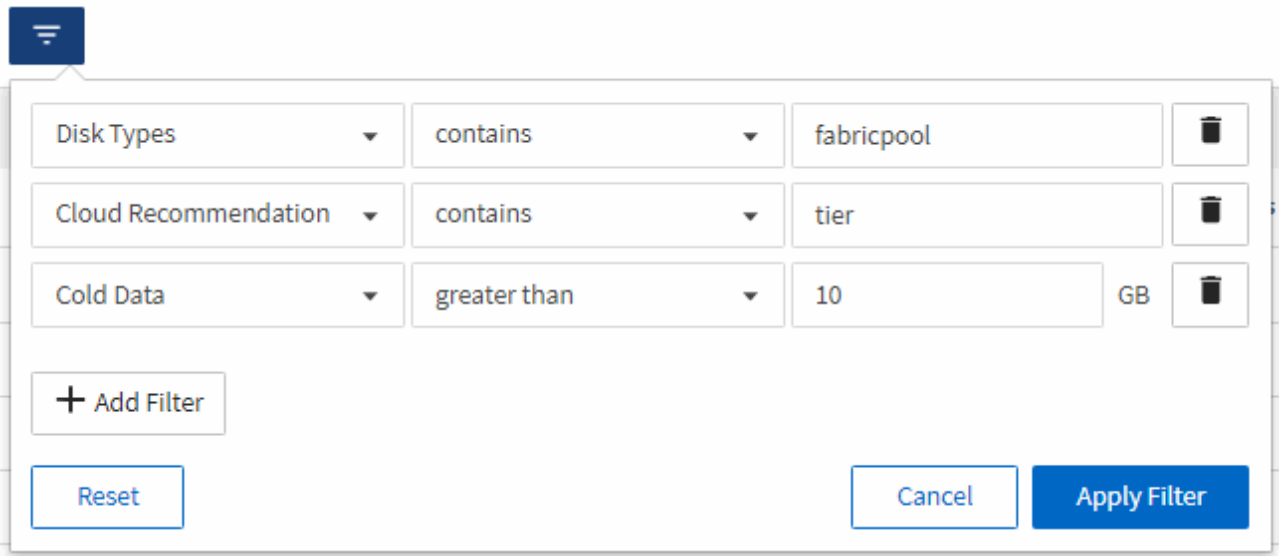 Disk Types contains fabricpool
Cloud Recommendation contains tier
Cold Data greater than 10 GB
+ Add Filter
Reset Cancel Apply Filter